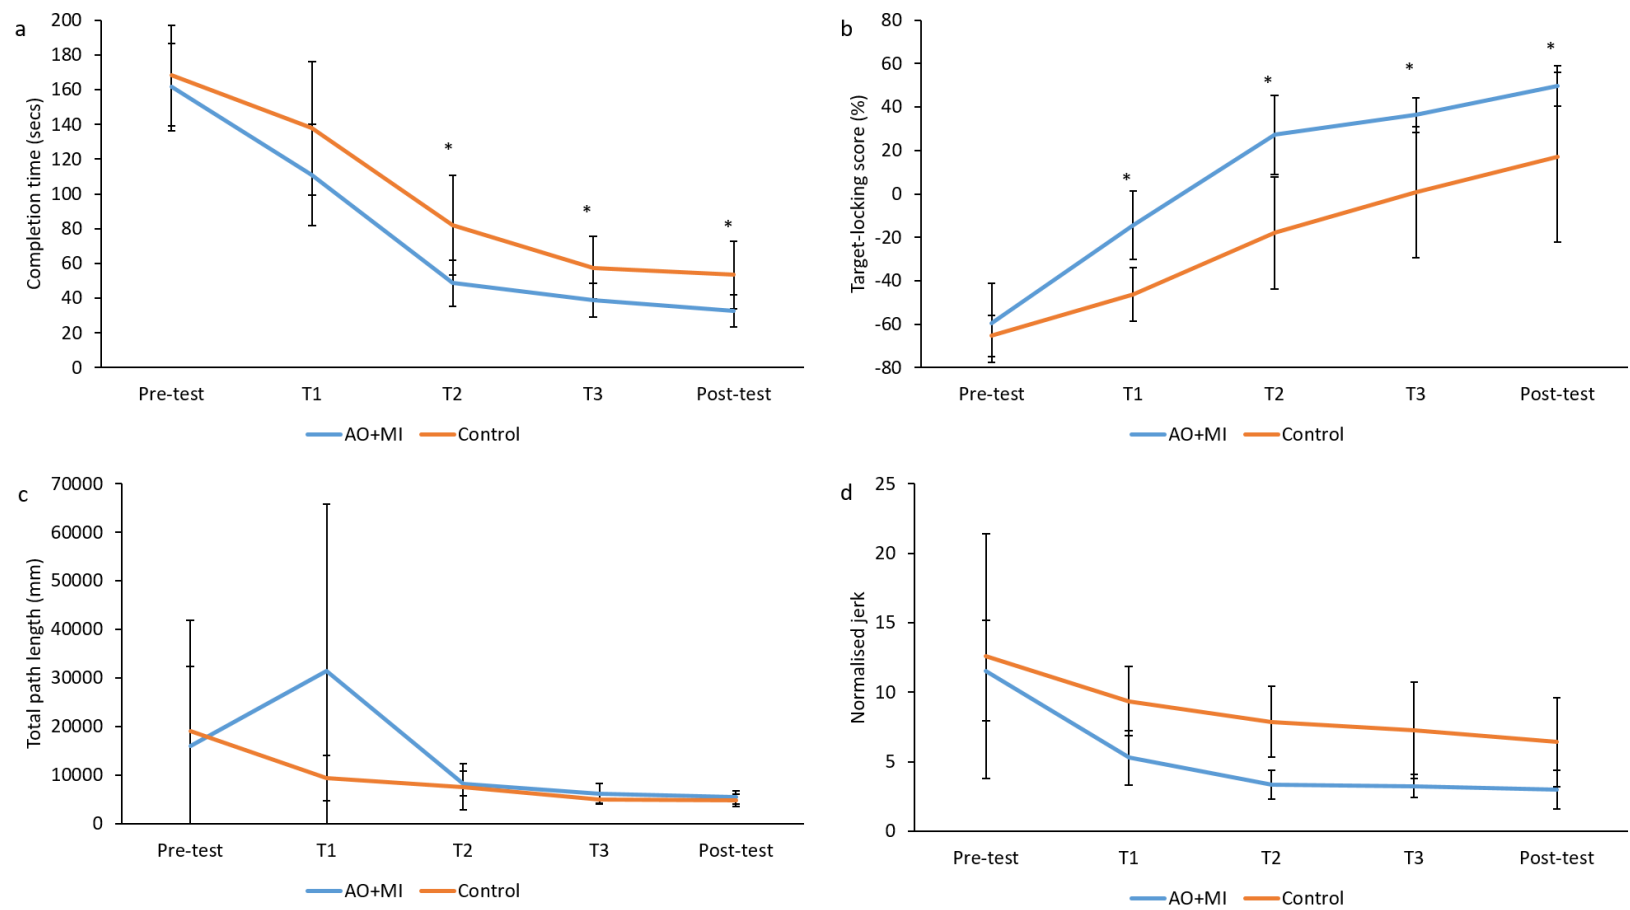 a
Completion time (secs)
200
180
160
140
120
100
80
60
40
20
0
*
*
*
Pre-test T1 T2 T3 Post-test
AO+MI Control
b
Target-locking score (%)
80
60
40
20
0
-20
-40
-60
-80
*
*
*
*
Pre-test T1 T2 T3 Post-test
AO+MI Control
c
Total path length (mm)
70000
60000
50000
40000
30000
20000
10000
0
Pre-test T1 T2 T3 Post-test
AO+MI Control
d
Normalised jerk
25
20
15
10
5
0
Pre-test T1 T2 T3 Post-test
AO+MI Control